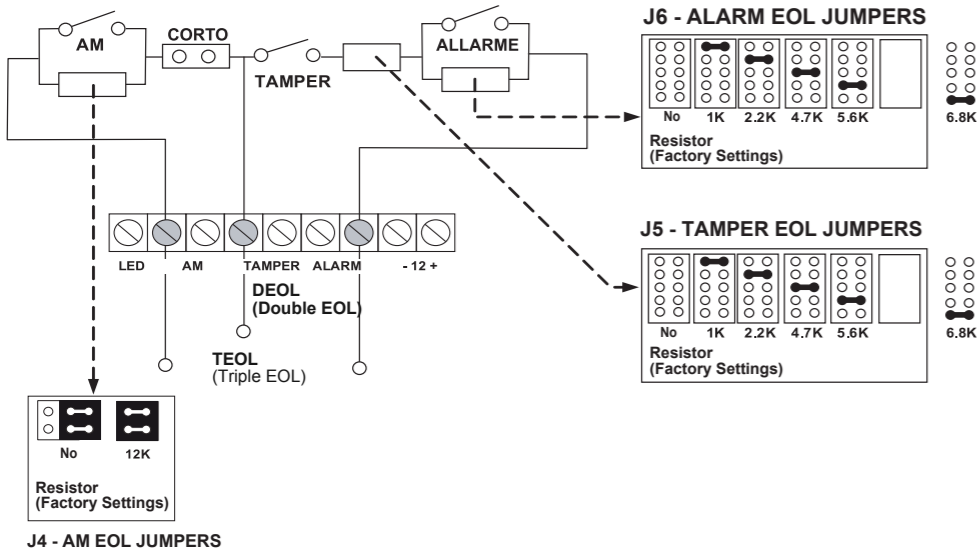 AM
CORTO
TAMPER
ALLARME
J6 - ALARM EOL JUMPERS
No 1K 2.2K 4.7K 5.6K 6.8K
Resistor
(Factory Settings)
J5 - TAMPER EOL JUMPERS
No 1K 2.2K 4.7K 5.6K 6.8K
Resistor
(Factory Settings)
LED AM TAMPER ALARM - 12 +
DEOL
(Double EOL)
TEOL
(Triple EOL)
No 12K
Resistor
(Factory Settings)
J4 - AM EOL JUMPERS